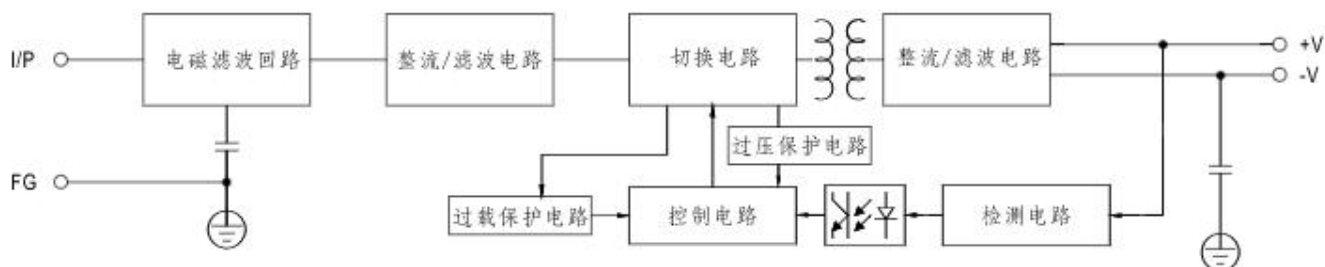 I/P
电磁滤波回路
整流/滤波电路
切换电路
整流/滤波电路
+V
-V
过压保护电路
FG
过载保护电路
控制电路
检测电路